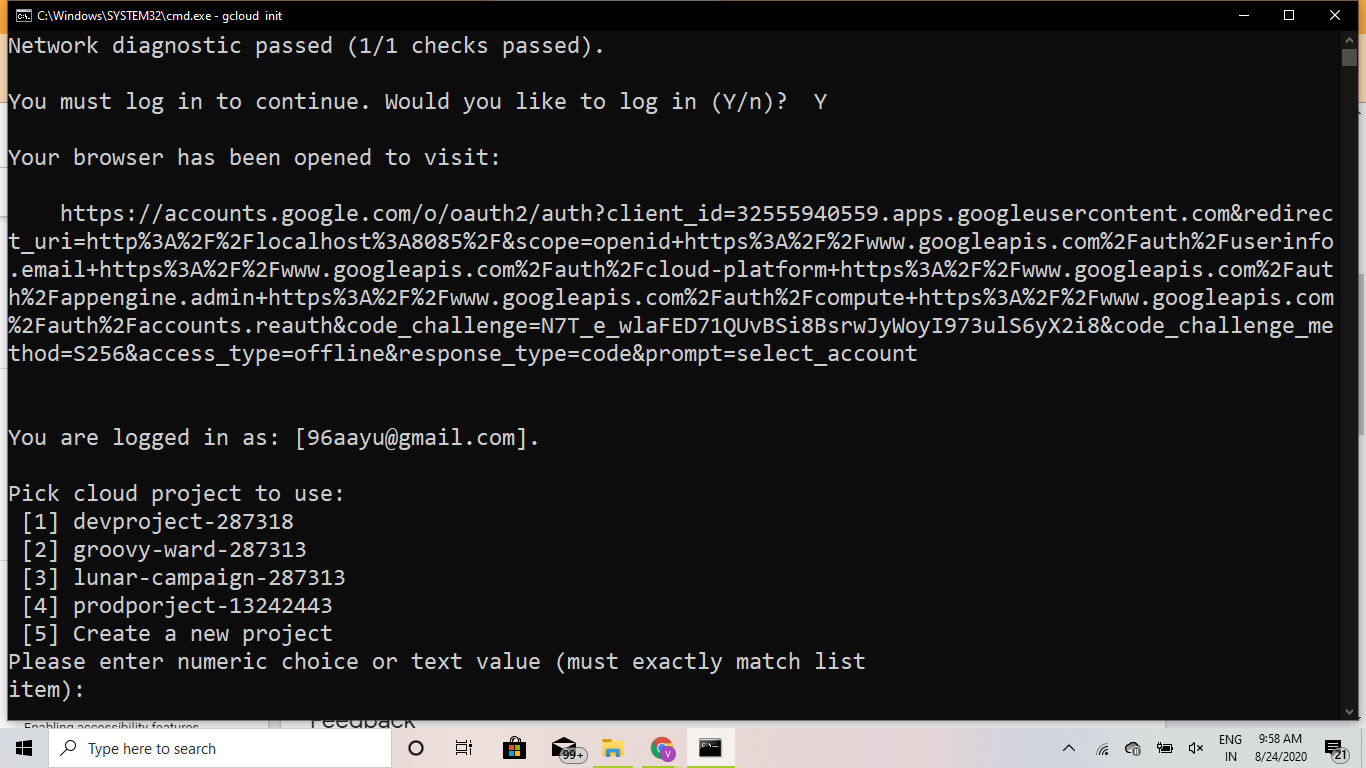 C:\Windows\SYSTEM32\cmd.exe - gcloud init
Network diagnostic passed (1/1 checks passed).
You must log in to continue. Would you like to log in (Y/n)?  Y
Your browser has been opened to visit:
https://accounts.google.com/o/oauth2/auth?client_id=32555940559.apps.googleusercontent.com&redirec
t_uri=http%3A%2F%2Flocalhost%3A8085%2F&scope=openid+https%3A%2F%2Fwww.googleapis.com%2Fauth%2Fuserinfo
.email+https%3A%2F%2Fwww.googleapis.com%2Fauth%2Fcloud-platform+https%3A%2F%2Fwww.googleapis.com%2Faut
h%2Fappengine.admin+https%3A%2F%2Fwww.googleapis.com%2Fauth%2Fcompute+https%3A%2F%2Fwww.googleapis.com
%2Fauth%2Faccounts.reauth&code_challenge=N7T_e_wlaFED71QUvBSi8BsrwJyWoyI973ulS6yX2i8&code_challenge_me
thod=S256&access_type=offline&response_type=code&prompt=select_account
You are logged in as: [96aayu@gmail.com].
Pick cloud project to use:
[1] devproject-287318
[2] groovy-ward-287313
[3] lunar-campaign-287313
[4] prodporject-13242443
[5] Create a new project
Please enter numeric choice or text value (must exactly match list
item):
Enabling accessibility features
Feedback
Type here to search
99+
V
ENG
IN
9:58 AM
8/24/2020
21